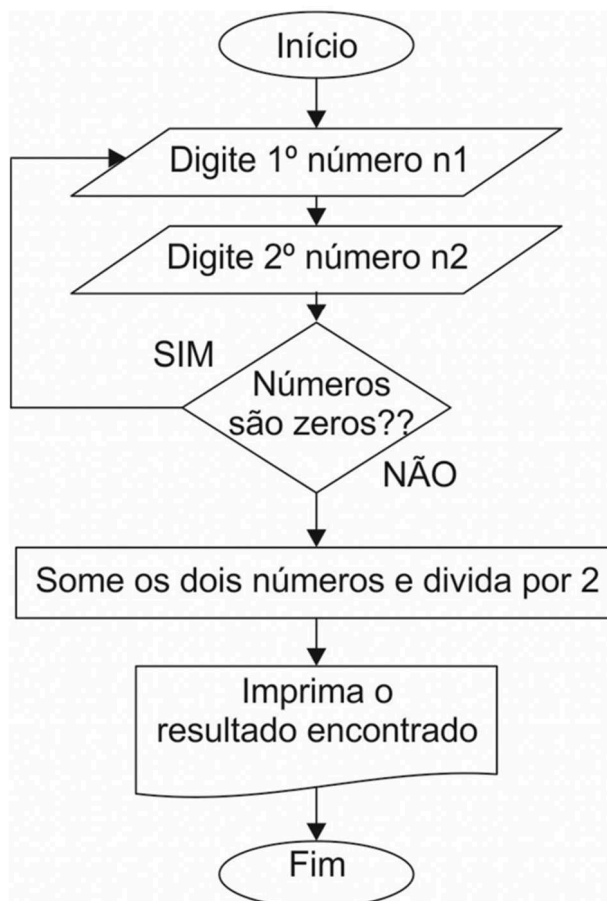 Início
Digite 1º número n1
Digite 2º número n2
SIM
Números
são zeros??
NÃO
Some os dois números e divida por 2
Imprima o
resultado encontrado
Fim